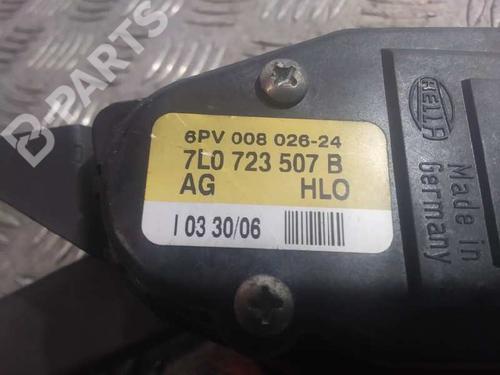 B-PARTS
6PV 008 026-24
7L0 723 507 B
AG HLO
I 03 30/06
HELLA
Made in
Germany